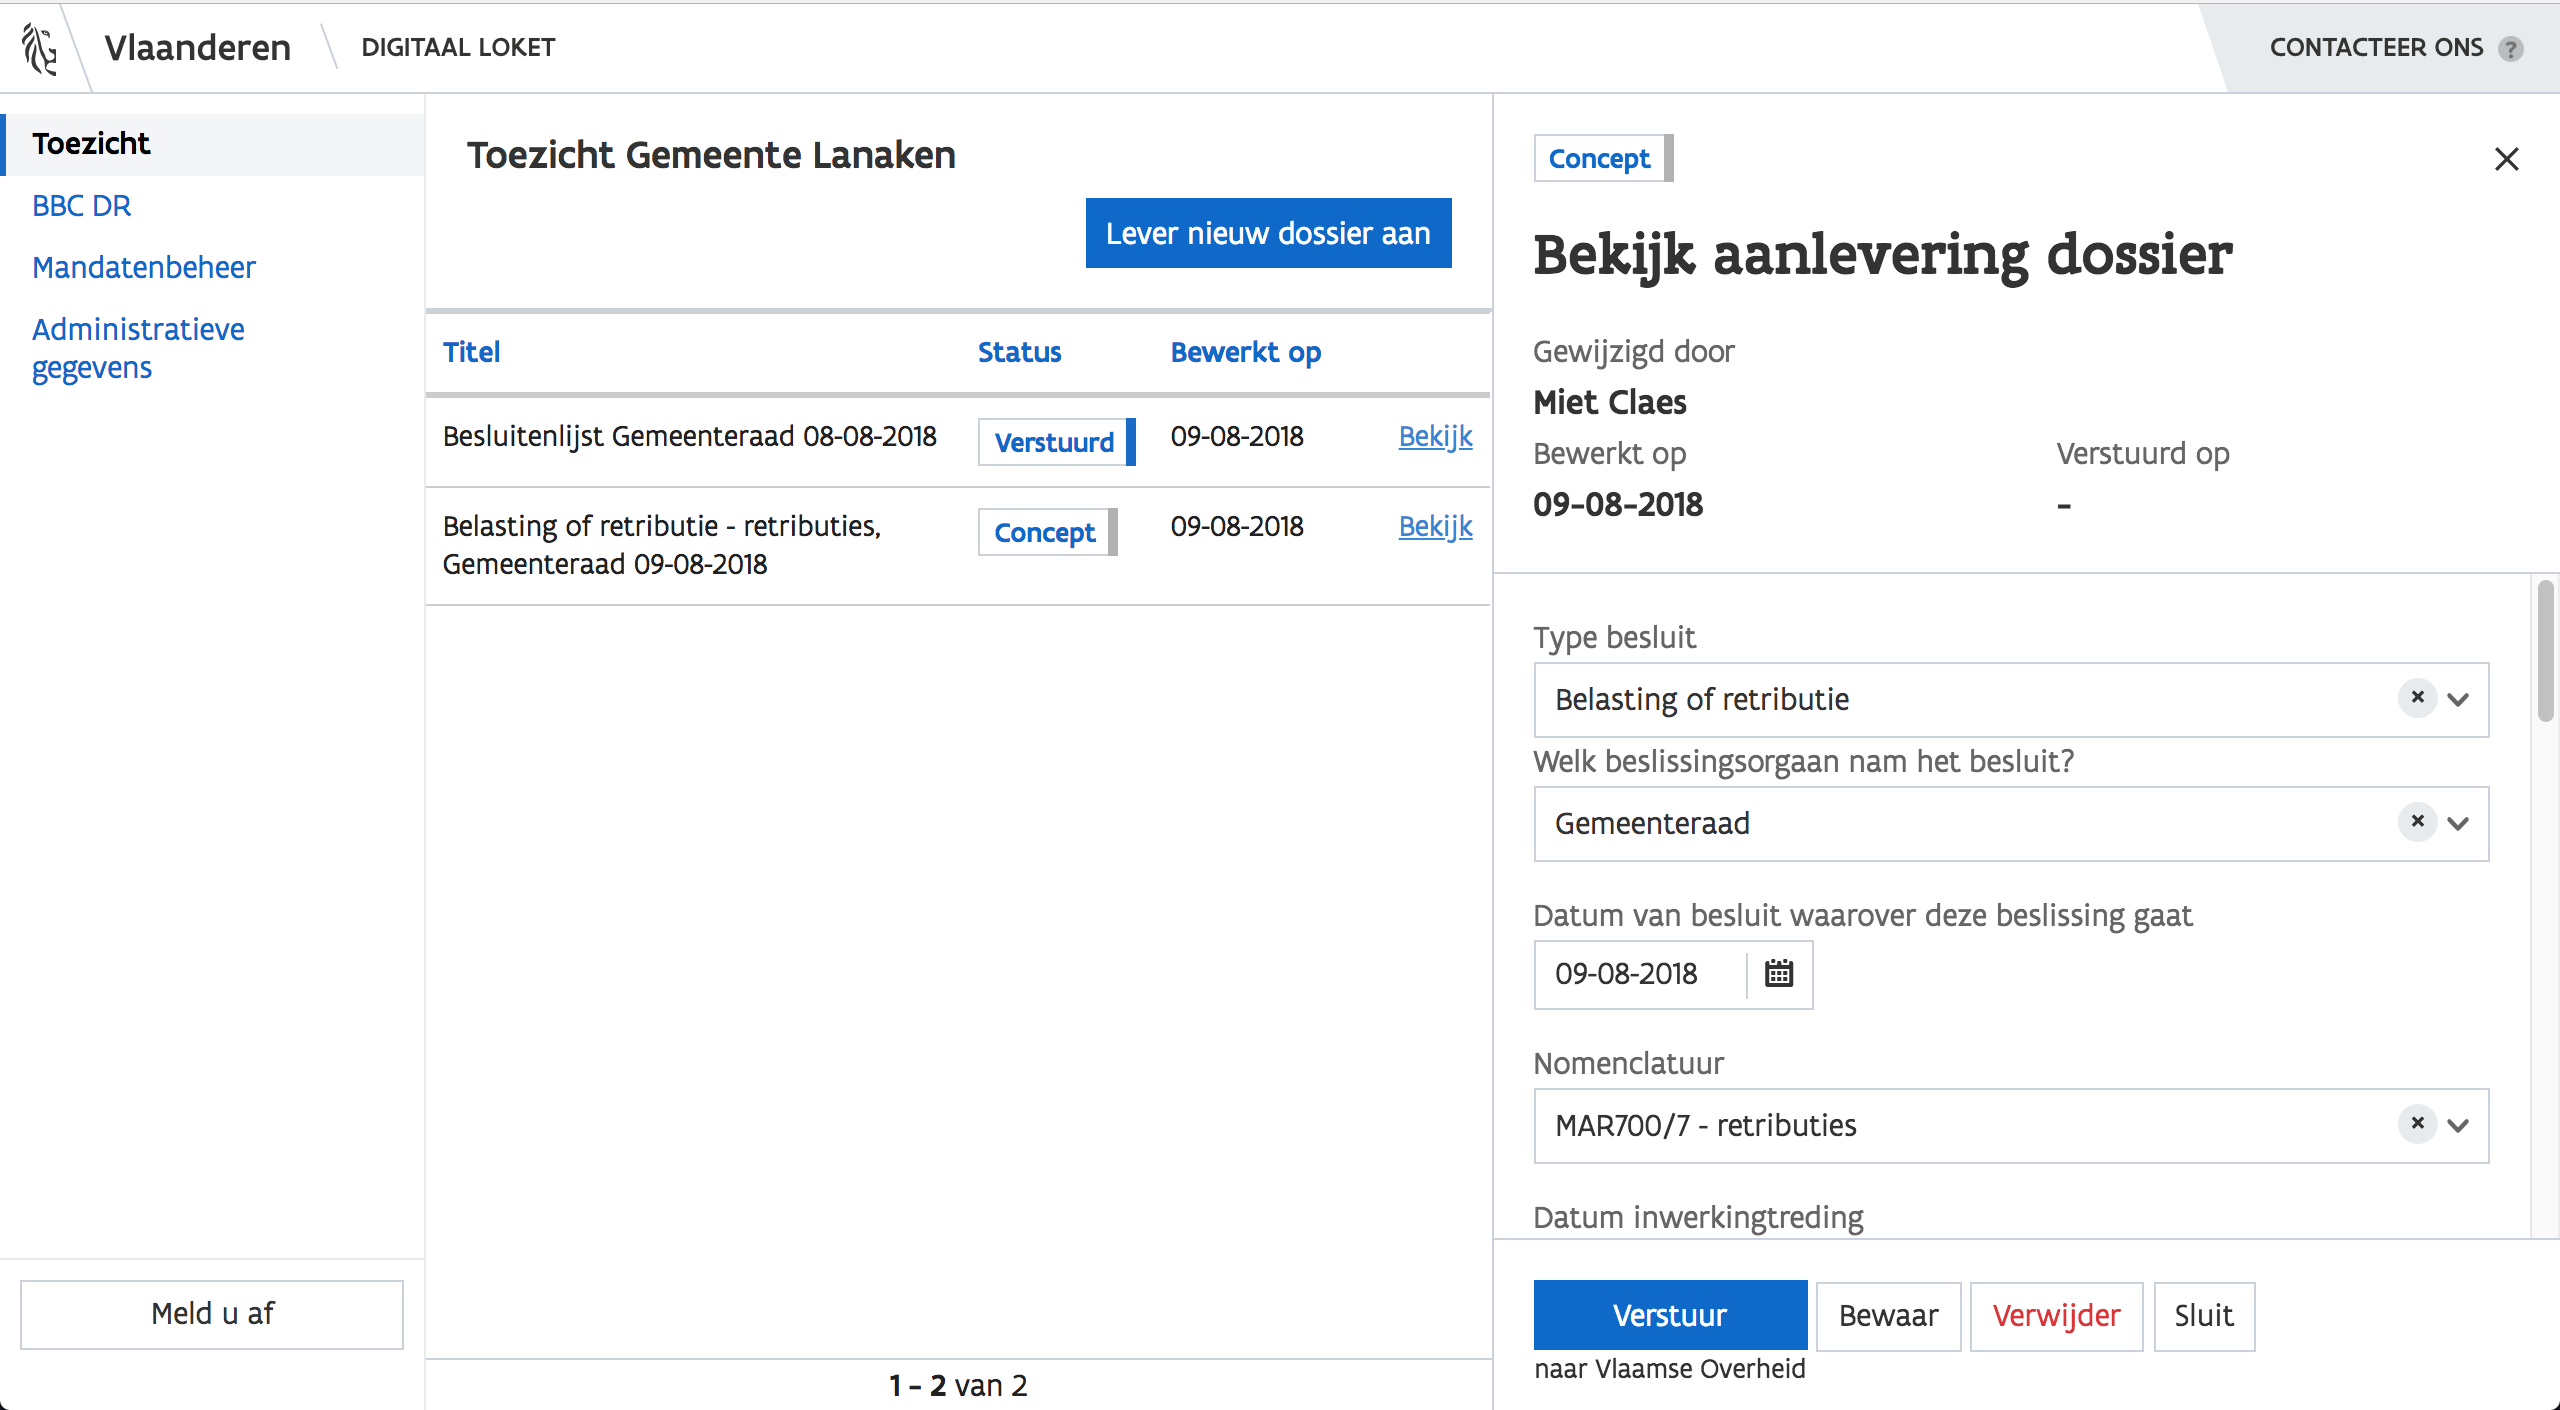 Vlaanderen
DIGITAAL LOKET
CONTACTEER ONS ?
Toezicht
BBC DR
Mandatenbeheer
Administratieve
gegevens
Meld u af
Toezicht Gemeente Lanaken
Lever nieuw dossier aan
Titel Status Bewerkt op
Besluitenlijst Gemeenteraad 08-08-2018 Verstuurd 09-08-2018 Bekijk
Belasting of retributie - retributies, Concept 09-08-2018 Bekijk
Gemeenteraad 09-08-2018
1 - 2 van 2
Concept
Bekijk aanlevering dossier
Gewijzigd door
Miet Claes
Bewerkt op Verstuurd op
09-08-2018 -
Type besluit
Belasting of retributie
Welk beslissingsorgaan nam het besluit?
Gemeenteraad
Datum van besluit waarover deze beslissing gaat
09-08-2018
Nomenclatuur
MAR700/7 - retributies
Datum inwerkingtreding
Verstuur Bewaar Verwijder Sluit
naar Vlaamse Overheid